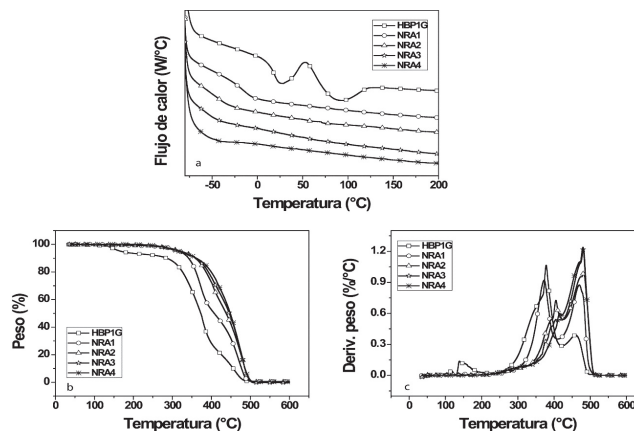 Flujo de calor (W/°C)
HBP1G
NRA1
NRA2
NRA3
NRA4
a
-50
0
50
100
150
200
Temperatura (°C)
Peso (%)
100
80
60
40
20
0
HBP1G
NRA1
NRA2
NRA3
NRA4
b
0
100
200
300
400
500
600
Temperatura (°C)
Deriv. peso (%/°C)
1.2
0.9
0.6
0.3
0.0
HBP1G
NRA1
NRA2
NRA3
NRA4
c
0
100
200
300
400
500
600
Temperatura (°C)